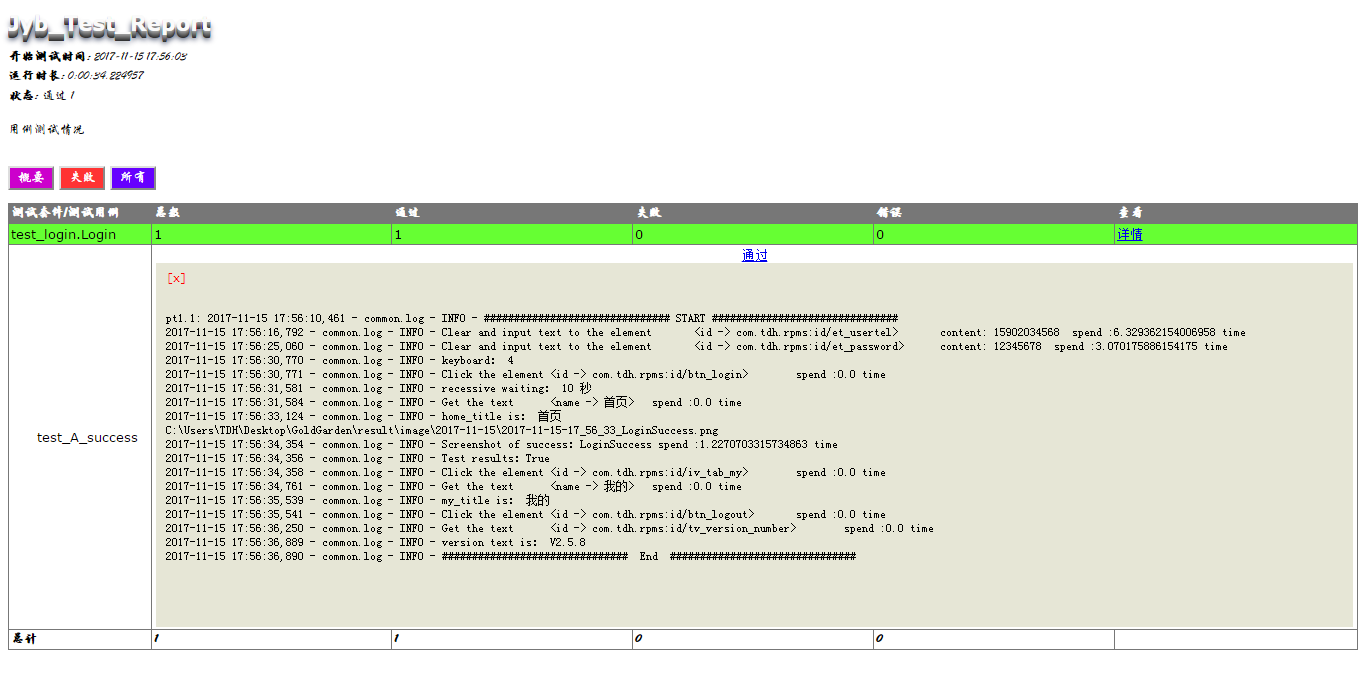 Jyb_Test_Report
开始测试时间: 2017-11-15 17:56:03
运行时长: 0:00:34.224957
状态: 通过 1
用例测试情况
概要 失败 所有
测试套件/测试用例 总数 通过 失败 错误 查看
test_login.Login 1 1 0 0 详情
通过
[x]
pt1.1: 2017-11-15 17:56:10,461 - common.log - INFO - ############################### START ###############################
2017-11-15 17:56:16,792 - common.log - INFO - Clear and input text to the element <id -> com.tdh.rpms:id/et_usertel> content: 15902034568 spend :6.329362154006958 time
2017-11-15 17:56:25,060 - common.log - INFO - Clear and input text to the element <id -> com.tdh.rpms:id/et_password> content: 12345678 spend :3.070175886154175 time
2017-11-15 17:56:30,770 - common.log - INFO - keyboard: 4
2017-11-15 17:56:30,771 - common.log - INFO - Click the element <id -> com.tdh.rpms:id/btn_login> spend :0.0 time
2017-11-15 17:56:31,581 - common.log - INFO - recessive waiting: 10 秒
2017-11-15 17:56:31,584 - common.log - INFO - Get the text <name -> 首页> spend :0.0 time
2017-11-15 17:56:33,124 - common.log - INFO - home_title is: 首页
C:\Users\TDH\Desktop\GoldGarden\result\image\2017-11-15\2017-11-15-17_56_33_LoginSuccess.png
2017-11-15 17:56:34,354 - common.log - INFO - Screenshot of success: LoginSuccess spend :1.2270703315734863 time
2017-11-15 17:56:34,356 - common.log - INFO - Test results: True
2017-11-15 17:56:34,358 - common.log - INFO - Click the element <id -> com.tdh.rpms:id/iv_tab_my> spend :0.0 time
2017-11-15 17:56:34,761 - common.log - INFO - Get the text <name -> 我的> spend :0.0 time
2017-11-15 17:56:35,539 - common.log - INFO - my_title is: 我的
2017-11-15 17:56:35,541 - common.log - INFO - Click the element <id -> com.tdh.rpms:id/btn_logout> spend :0.0 time
2017-11-15 17:56:36,250 - common.log - INFO - Get the text <id -> com.tdh.rpms:id/tv_version_number> spend :0.0 time
2017-11-15 17:56:36,889 - common.log - INFO - version text is: V2.5.8
2017-11-15 17:56:36,890 - common.log - INFO - ############################### End ###############################
test_A_success
总计 1 1 0 0